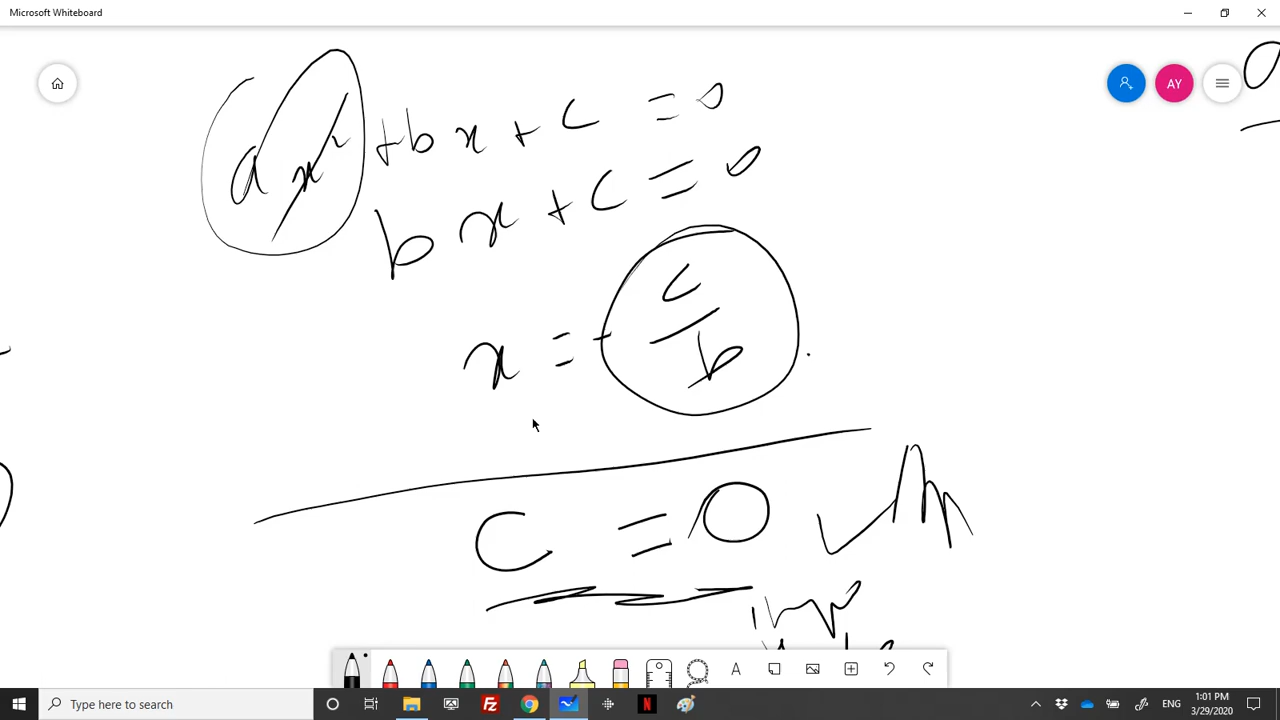 Microsoft Whiteboard
AY
ax² + bx + c = 0
bx + c = 0
x = - c/b
C = 0
A
Type here to search
ENG
1:01 PM
3/29/2020